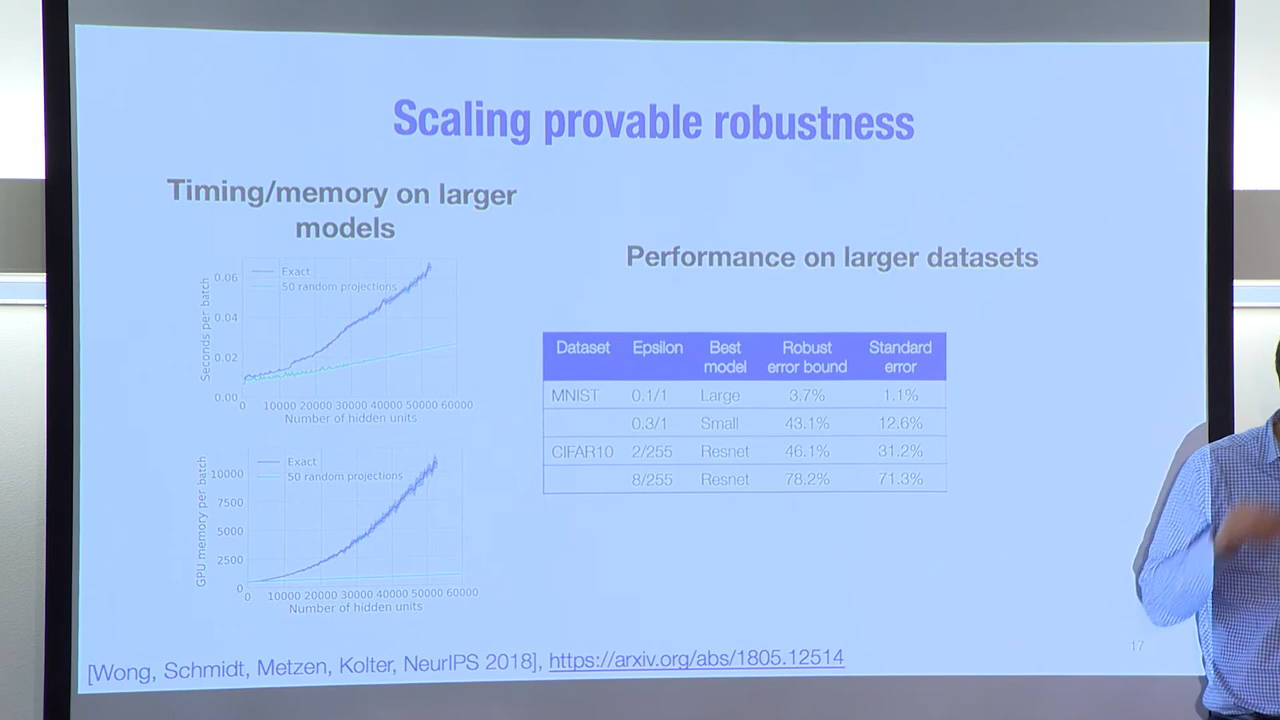 Scaling provable robustness
Timing/memory on larger
models
Exact
50 random projections
Seconds per batch
0.06
0.04
0.02
0.00
0 10000 20000 30000 40000 50000 60000
Number of hidden units
Exact
50 random projections
GPU memory per batch
10000
7500
5000
2500
0
0 10000 20000 30000 40000 50000 60000
Number of hidden units
Performance on larger datasets
Dataset Epsilon Best model Robust error bound Standard error
MNIST 0.1/1 Large 3.7% 1.1%
0.3/1 Small 43.1% 12.6%
CIFAR10 2/255 Resnet 46.1% 31.2%
8/255 Resnet 78.2% 71.3%
17
[Wong, Schmidt, Metzen, Kolter, NeurIPS 2018], https://arxiv.org/abs/1805.12514